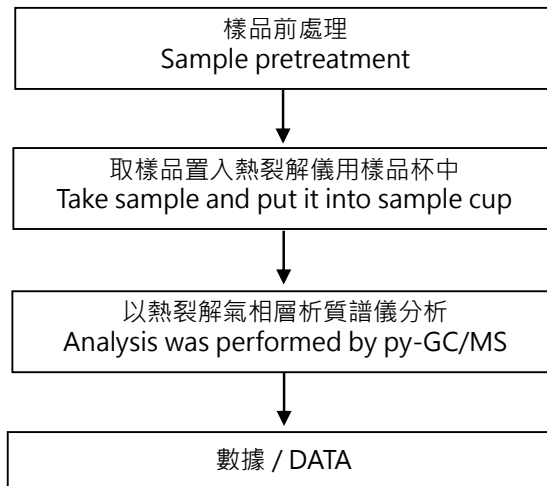 樣品前處理
Sample pretreatment
取樣品置入熱裂解儀用樣品杯中
Take sample and put it into sample cup
以熱裂解氣相層析質譜儀分析
Analysis was performed by py-GC/MS
數據 / DATA